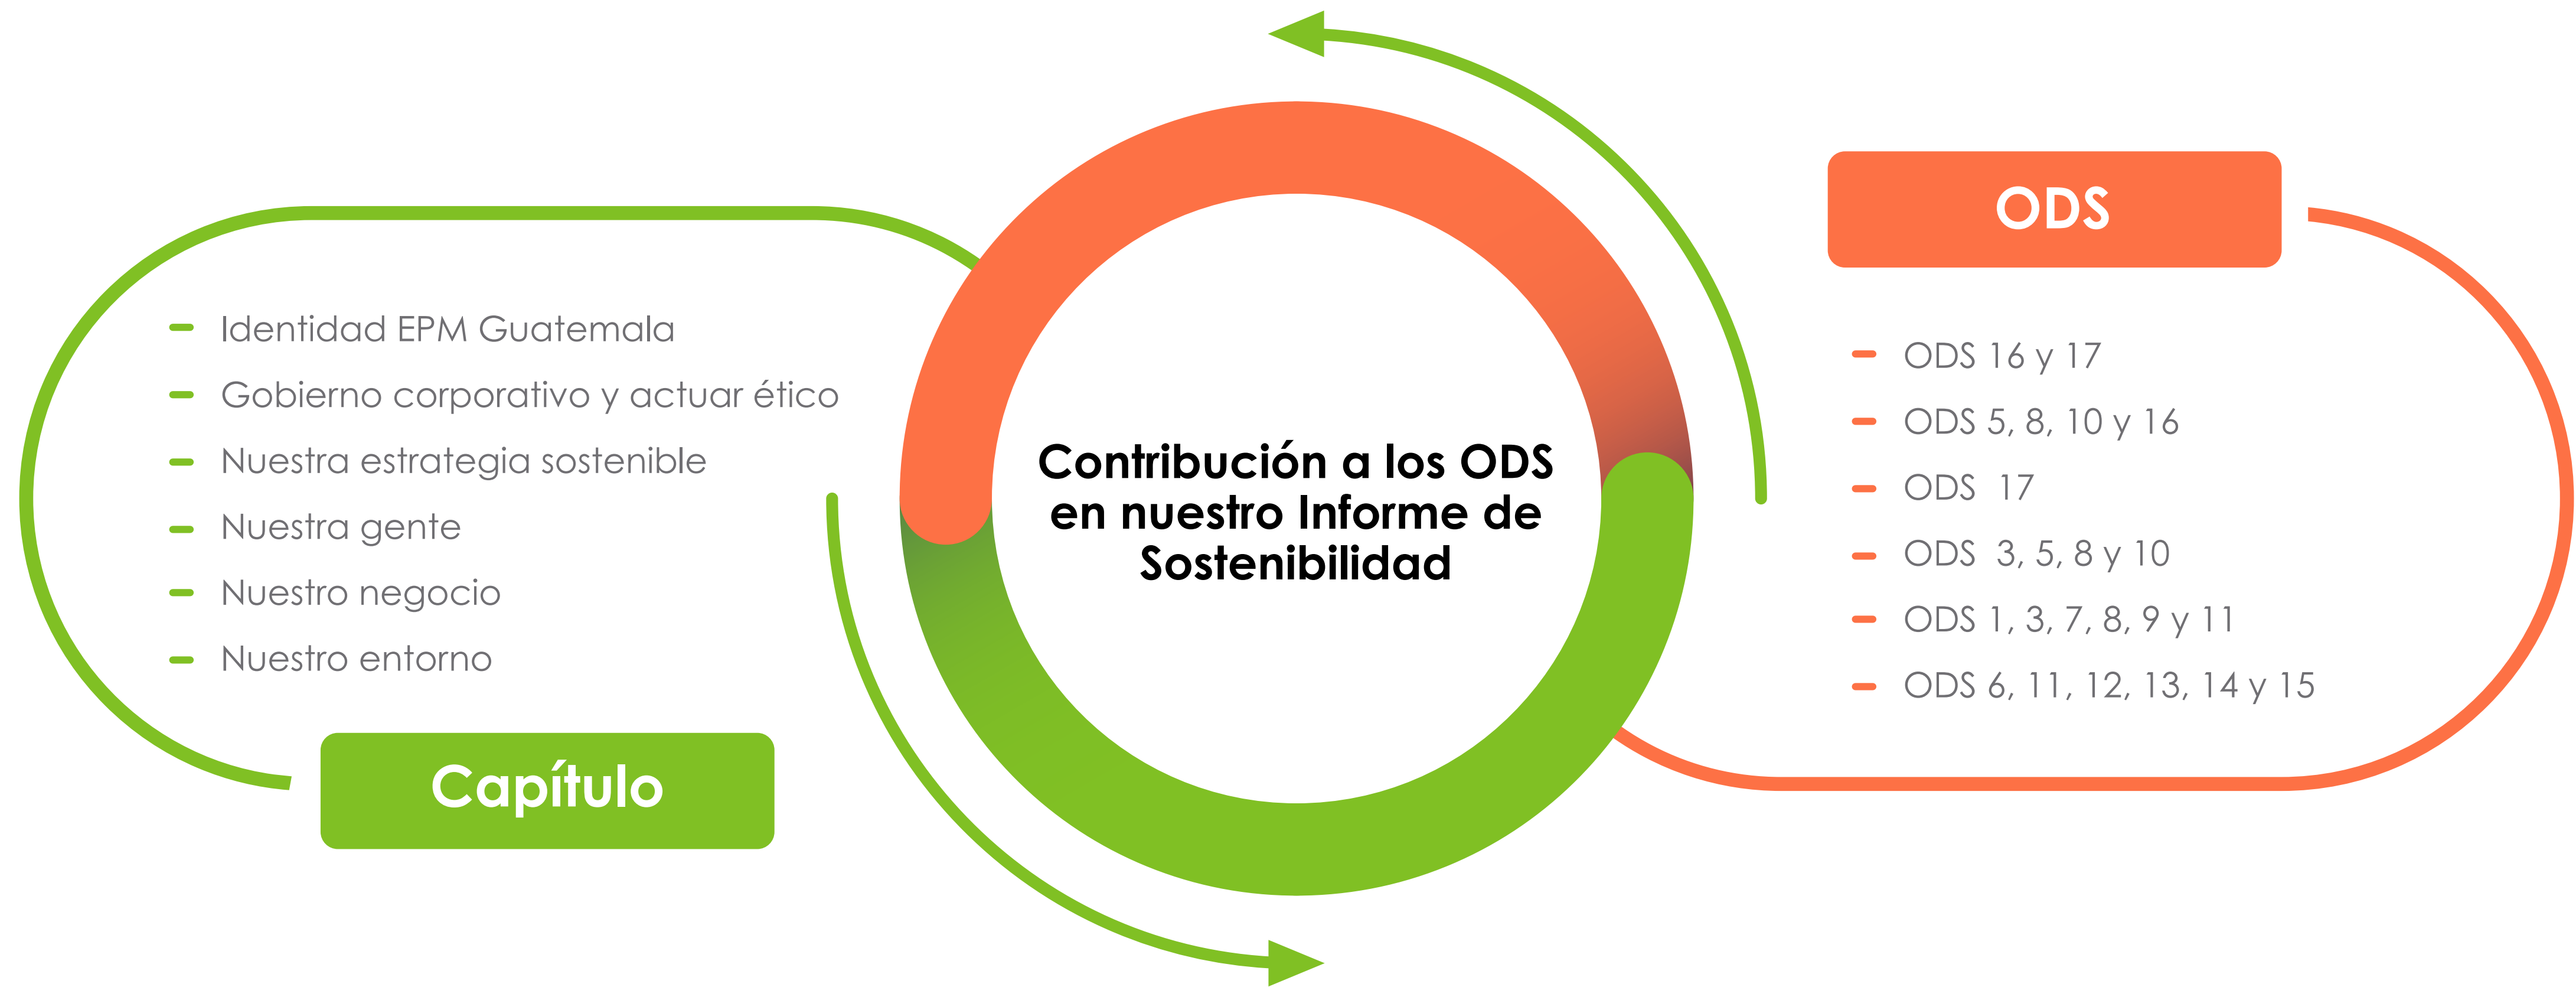 Identidad EPM Guatemala
Gobierno corporativo y actuar ético
Nuestra estrategia sostenible
Nuestra gente
Nuestro negocio
Nuestro entorno
Capítulo
Contribución a los ODS
en nuestro Informe de
Sostenibilidad
ODS
ODS 16 y 17
ODS 5, 8, 10 y 16
ODS 17
ODS 3, 5, 8 y 10
ODS 1, 3, 7, 8, 9 y 11
ODS 6, 11, 12, 13, 14 y 15